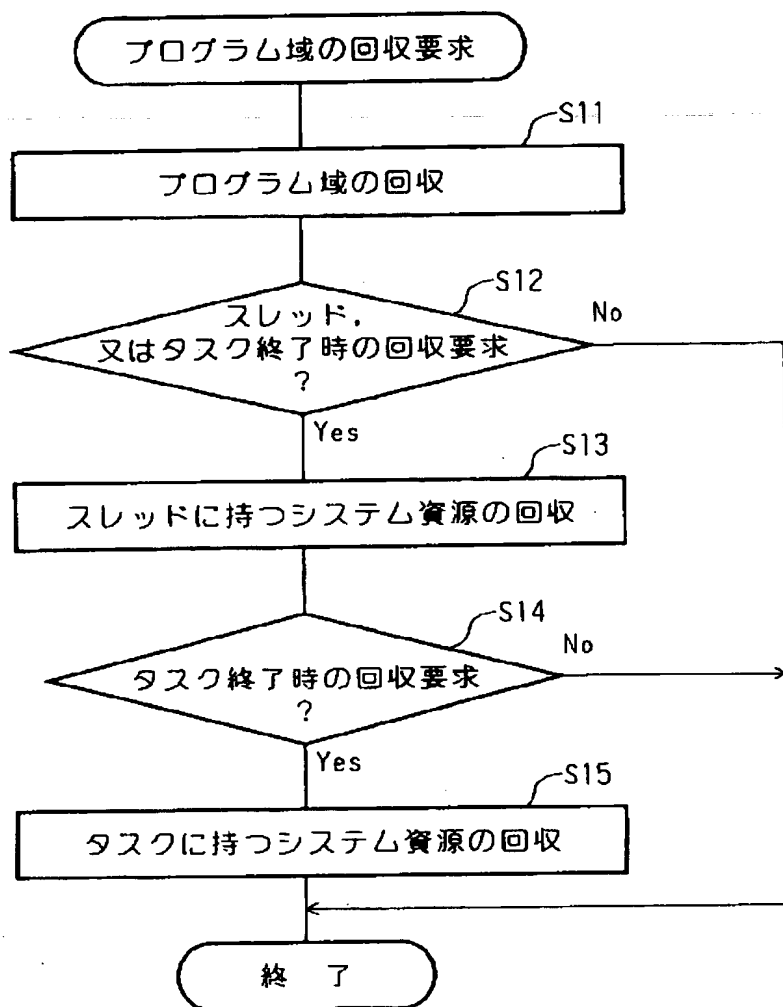 プログラム域の回収要求
S11
プログラム域の回収
S12
スレッド,
又はタスク終了時の回収要求
?
No
Yes
S13
スレッドに持つシステム資源の回収
S14
タスク終了時の回収要求
?
No
Yes
S15
タスクに持つシステム資源の回収
終 了